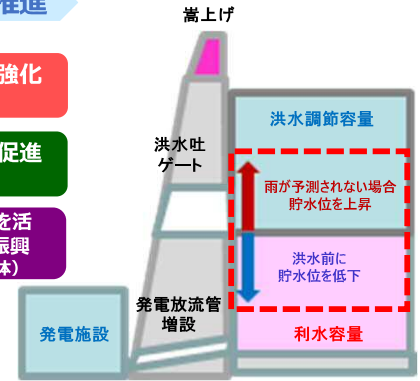 推進
強化
促進
を活
振興
体)
嵩上げ
洪水吐
ゲート
洪水調節容量
雨が予測されない場合
貯水位を上昇
洪水前に
貯水位を低下
利水容量
発電放流管
増設
発電施設